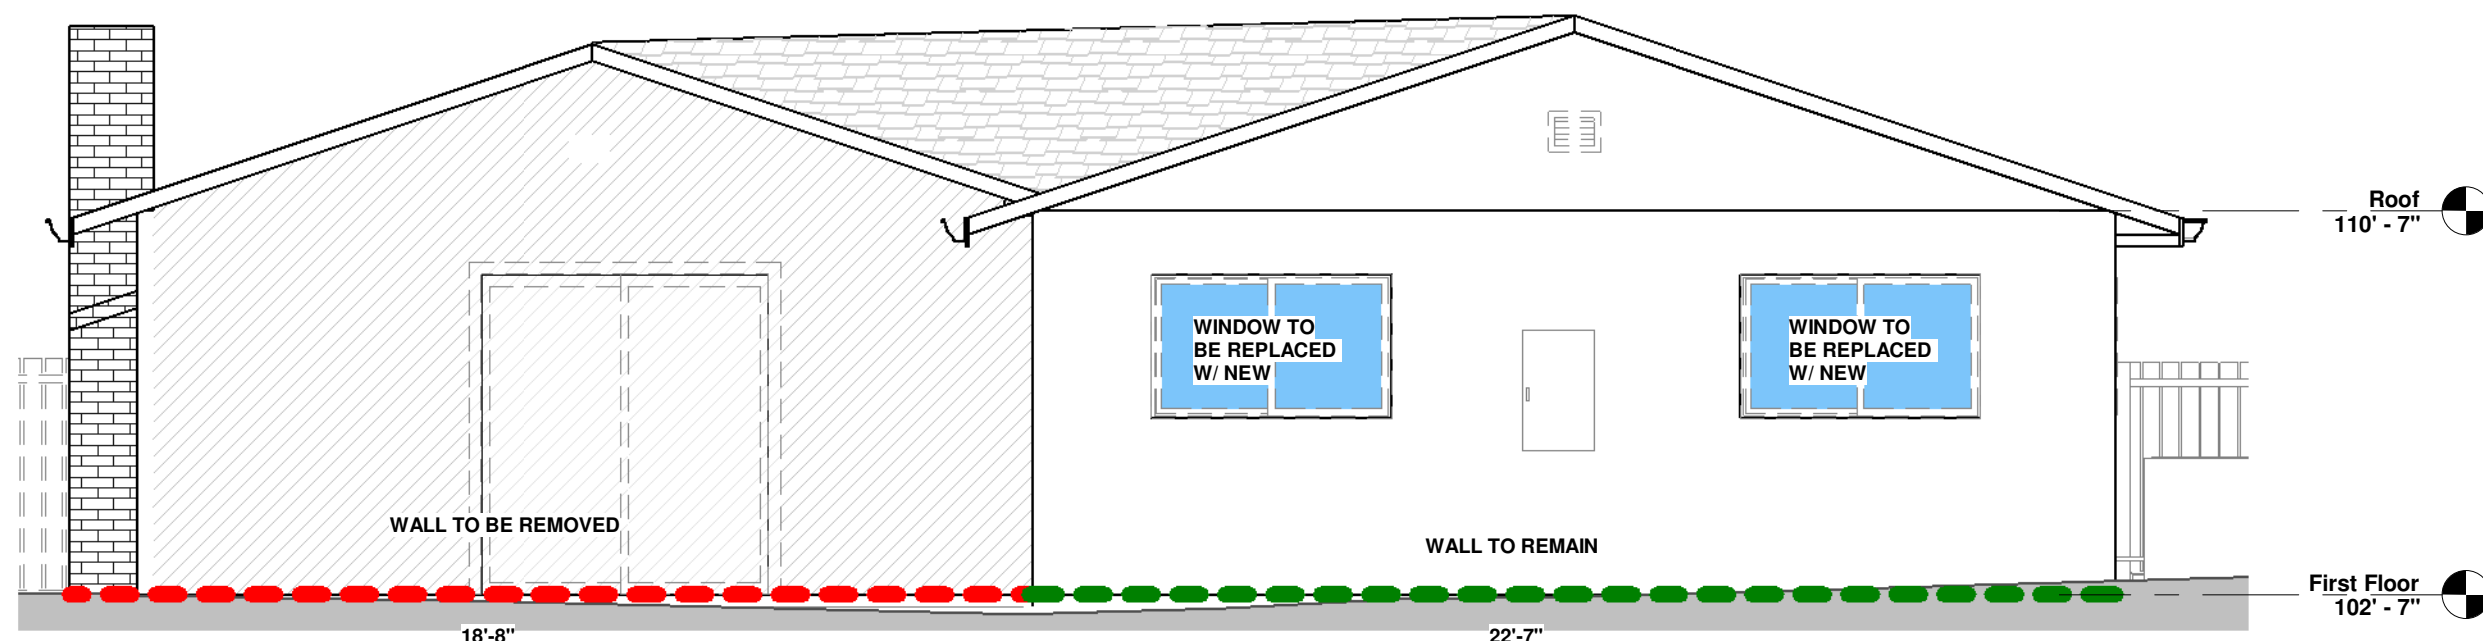 Roof
110' - 7"
WINDOW TO
BE REPLACED
W/ NEW
WINDOW TO
BE REPLACED
W/ NEW
WALL TO BE REMOVED
WALL TO REMAIN
First Floor
102' - 7"
18'-8"
22'-7"